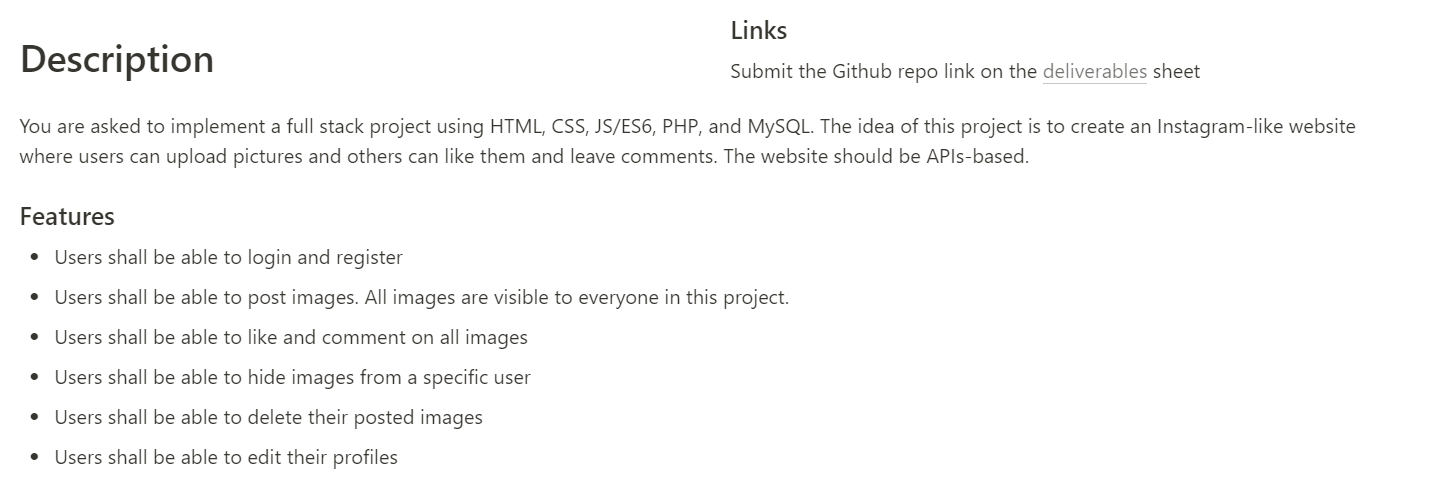 Links
Description
Submit the Github repo link on the deliverables sheet
You are asked to implement a full stack project using HTML, CSS, JS/ES6, PHP, and MySQL. The idea of this project is to create an Instagram-like website
where users can upload pictures and others can like them and leave comments. The website should be APIs-based.
Features
• Users shall be able to login and register
• Users shall be able to post images. All images are visible to everyone in this project.
• Users shall be able to like and comment on all images
• Users shall be able to hide images from a specific user
• Users shall be able to delete their posted images
• Users shall be able to edit their profiles